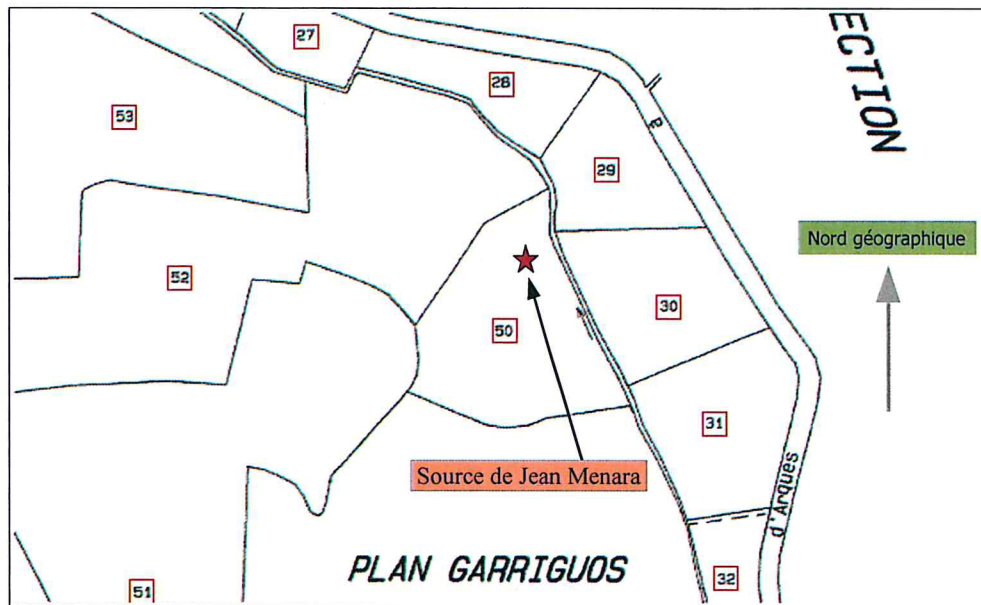 27
28
ECTION
53
29
Nord géographique
52
30
50
31
Source de Jean Menara
d'Arques
PLAN GARRIGUOS
32
51